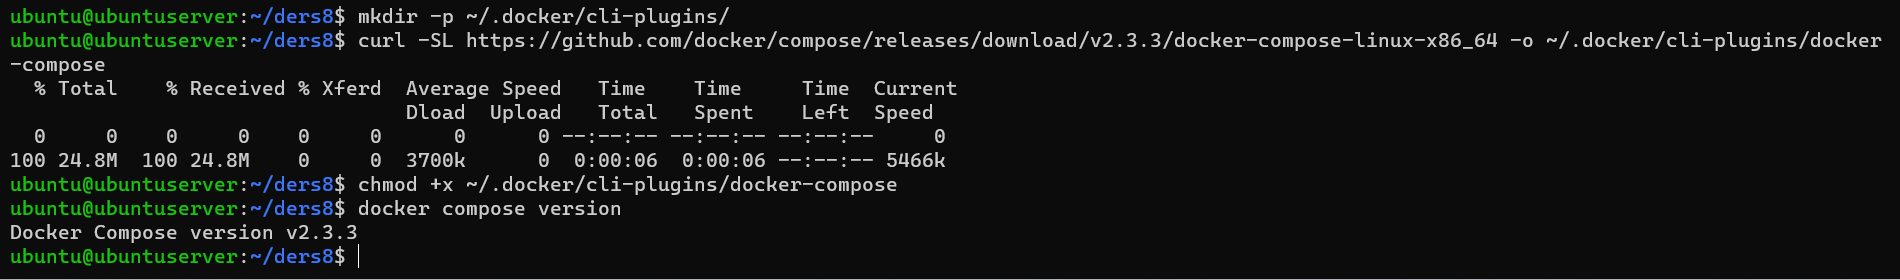 ubuntu@ubuntuserver:~/ders8$ mkdir -p ~/.docker/cli-plugins/
ubuntu@ubuntuserver:~/ders8$ curl -SL https://github.com/docker/compose/releases/download/v2.3.3/docker-compose-linux-x86_64 -o ~/.docker/cli-plugins/docker
-compose
  % Total    % Received % Xferd  Average Speed   Time    Time     Time  Current
                                 Dload  Upload   Total   Spent    Left  Speed
  0     0    0     0    0     0      0      0 --:--:-- --:--:-- --:--:--     0
100 24.8M  100 24.8M    0     0  3700k      0  0:00:06  0:00:06 --:--:-- 5466k
ubuntu@ubuntuserver:~/ders8$ chmod +x ~/.docker/cli-plugins/docker-compose
ubuntu@ubuntuserver:~/ders8$ docker compose version
Docker Compose version v2.3.3
ubuntu@ubuntuserver:~/ders8$